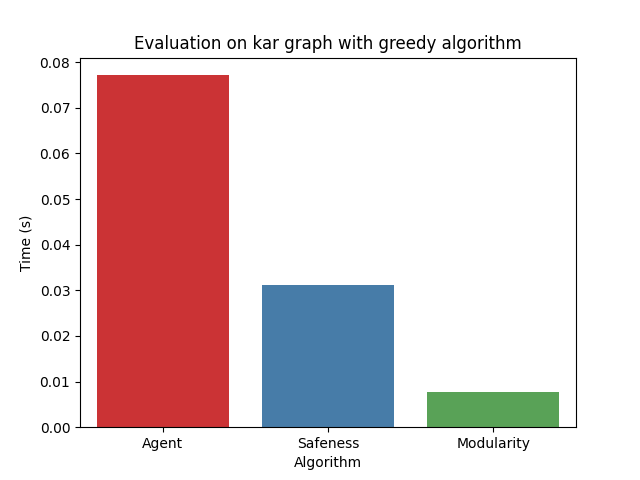 Evaluation on kar graph with greedy algorithm
0.08
0.07
0.06
0.05
0.04
0.03
0.02
0.01
0.00
Time (s)
Agent
Safeness
Modularity
Algorithm